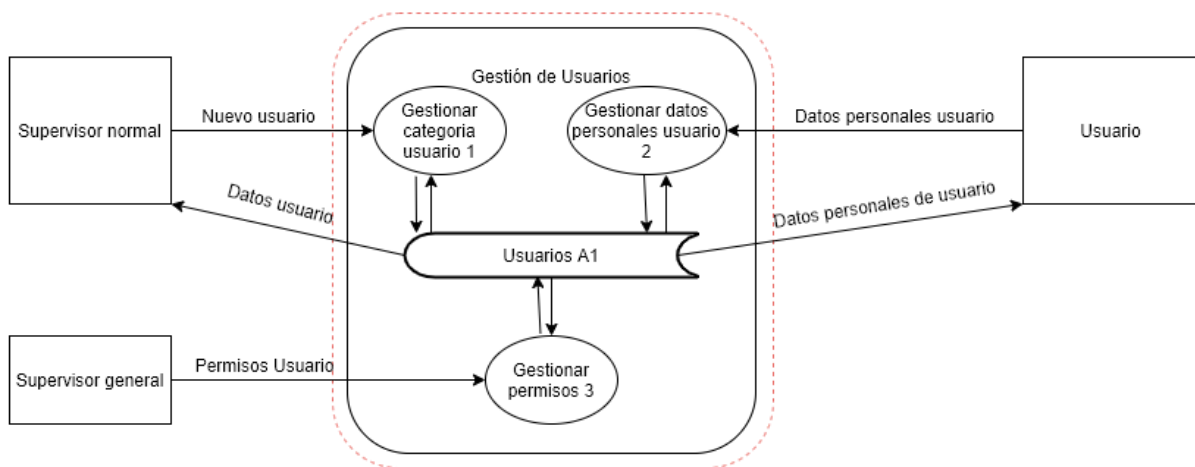 Gestión de Usuarios
Supervisor normal
Nuevo usuario
Gestionar
categoria
usuario 1
Gestionar datos
personales usuario
2
Datos personales usuario
Usuario
Datos usuario
Datos personales de usuario
Usuarios A1
Supervisor general
Permisos Usuario
Gestionar
permisos 3